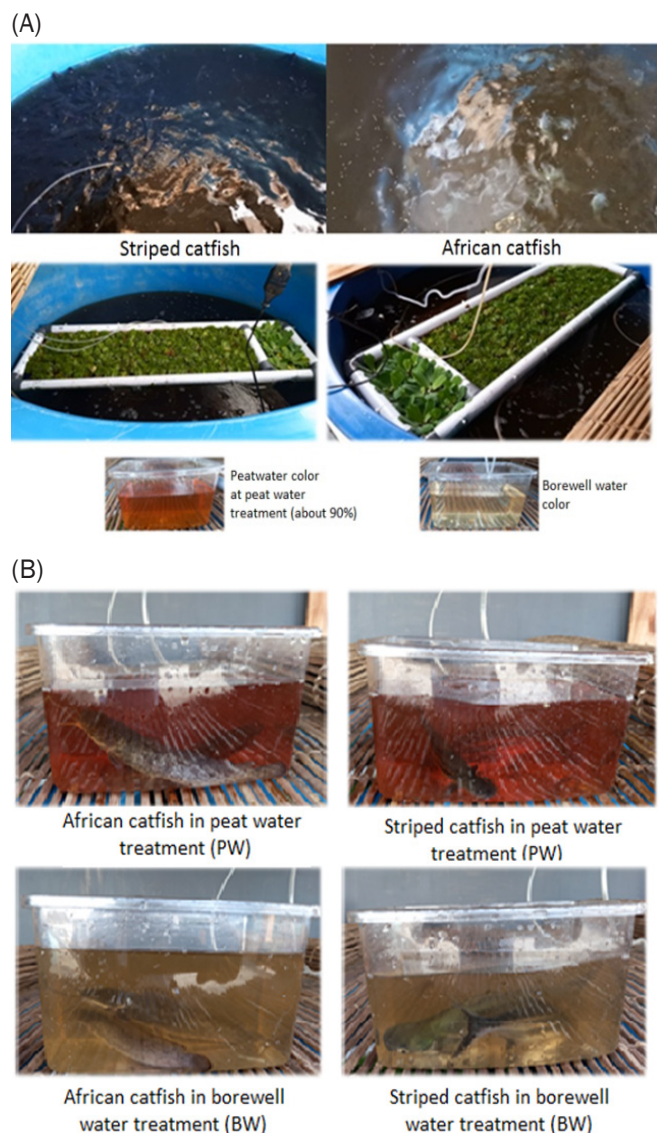 (A)
Striped catfish
African catfish
Peatwater color
at peat water
treatment (about 90%)
Borewell water
color
(B)
African catfish in peat water
treatment (PW)
Striped catfish in peat water
treatment (PW)
African catfish in borewell
water treatment (BW)
Striped catfish in borewell
water treatment (BW)